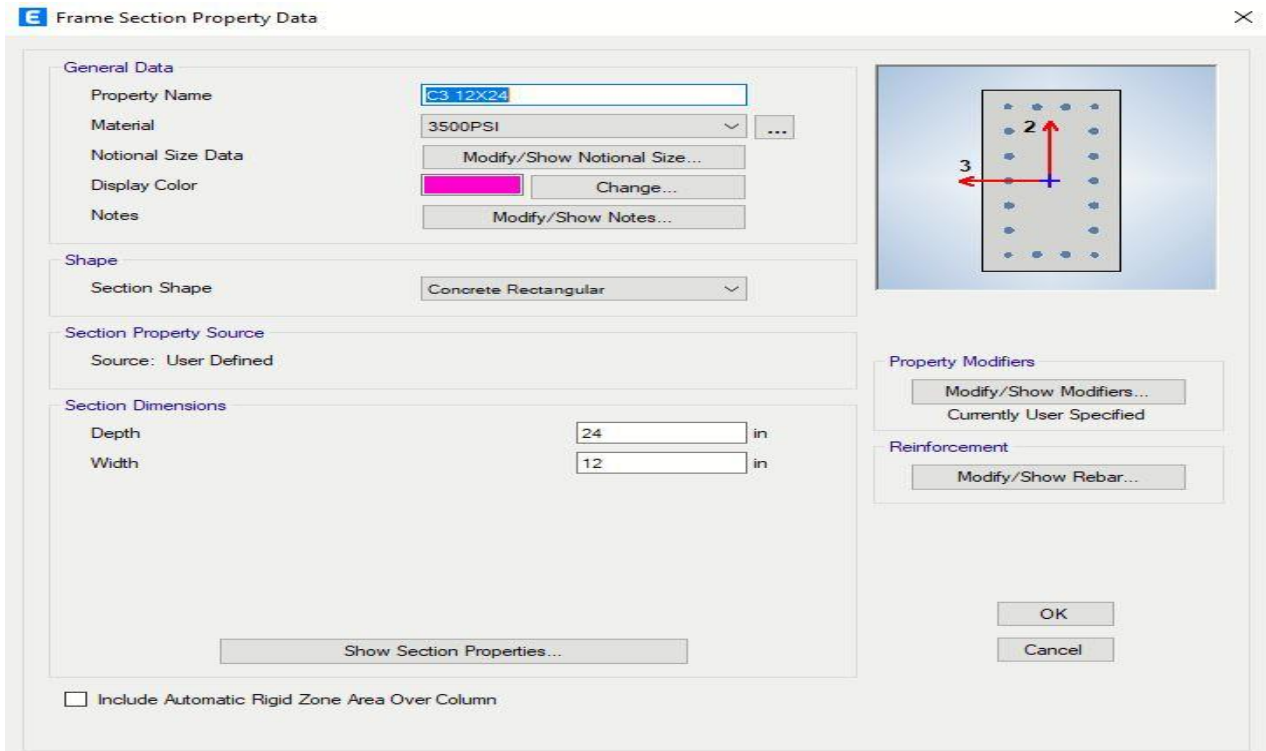 E Frame Section Property Data
General Data
Property Name C3 12X24
Material 3500PSI ...
Notional Size Data Modify/Show Notional Size...
Display Color Change...
Notes Modify/Show Notes...
2
3
Shape
Section Shape Concrete Rectangular
Section Property Source
Source: User Defined
Property Modifiers
Modify/Show Modifiers...
Currently User Specified
Section Dimensions
Depth 24 in
Width 12 in
Reinforcement
Modify/Show Rebar...
OK
Show Section Properties...
Cancel
Include Automatic Rigid Zone Area Over Column